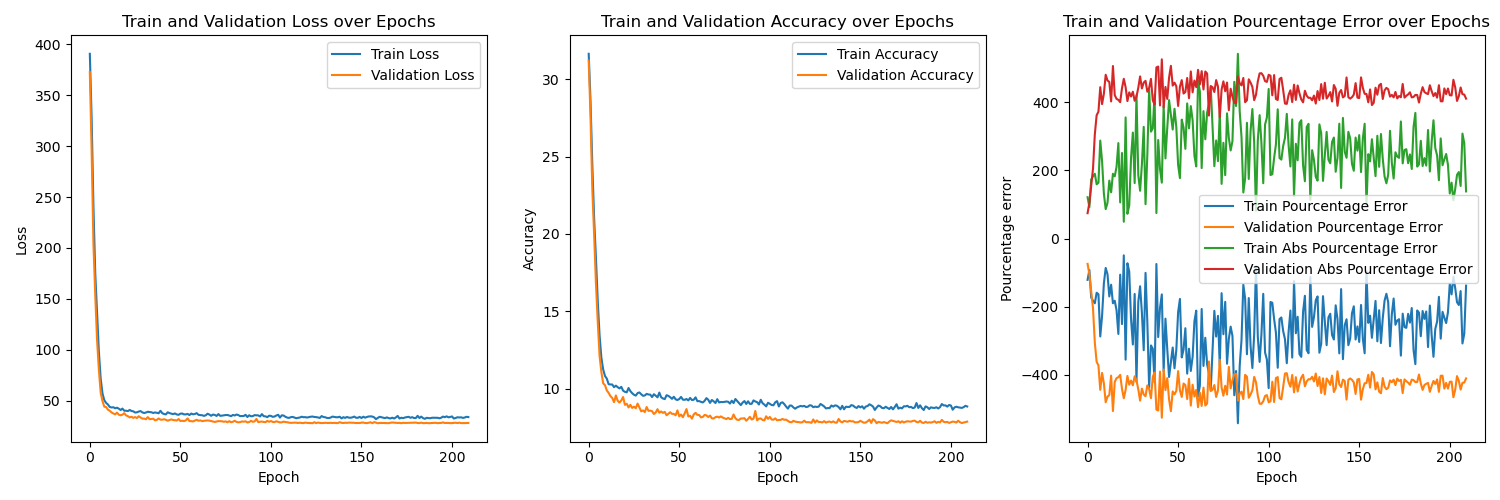 Train and Validation Loss over Epochs
Train and Validation Accuracy over Epochs
Train and Validation Pourcentage Error over Epochs
Loss
400
350
300
250
200
150
100
50
Train Loss
Validation Loss
0
50
100
150
200
Epoch
Accuracy
30
25
20
15
10
Train Accuracy
Validation Accuracy
0
50
100
150
200
Epoch
Pourcentage error
400
200
0
−200
−400
Train Pourcentage Error
Validation Pourcentage Error
Train Abs Pourcentage Error
Validation Abs Pourcentage Error
0
50
100
150
200
Epoch